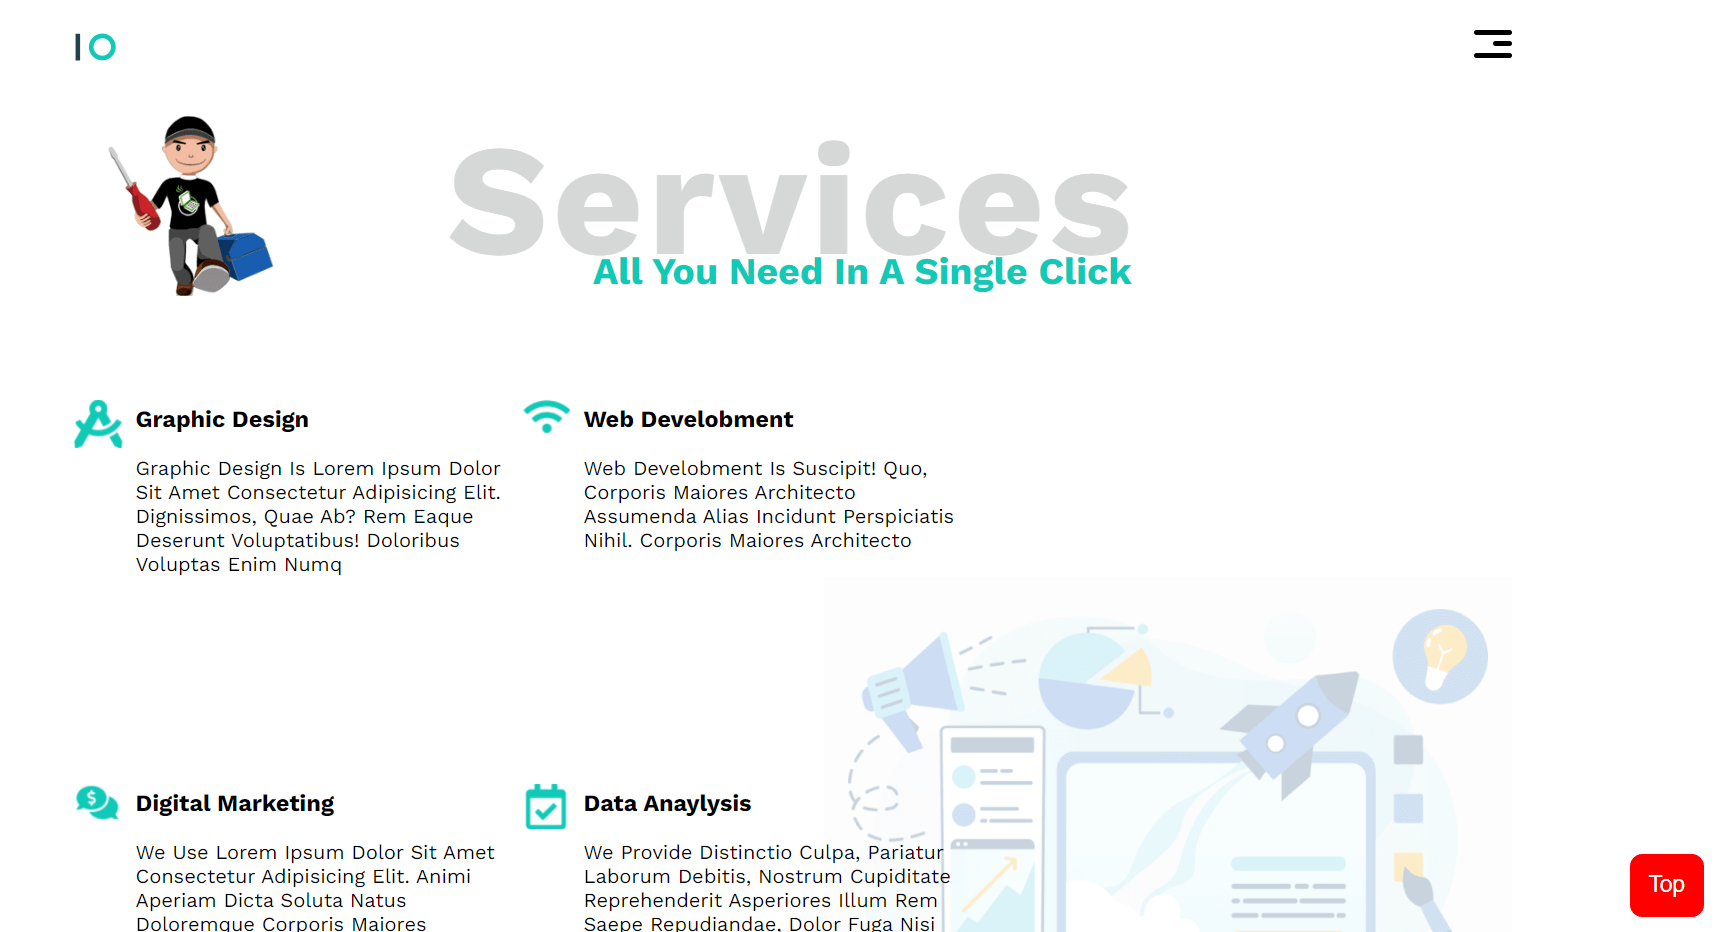 IO
Services
All You Need In A Single Click
Graphic Design
Graphic Design Is Lorem Ipsum Dolor
Sit Amet Consectetur Adipisicing Elit.
Dignissimos, Quae Ab? Rem Eaque
Deserunt Voluptatibus! Doloribus
Voluptas Enim Numq
Web Develobment
Web Develobment Is Suscipit! Quo,
Corporis Maiores Architecto
Assumenda Alias Incidunt Perspiciatis
Nihil. Corporis Maiores Architecto
Digital Marketing
We Use Lorem Ipsum Dolor Sit Amet
Consectetur Adipisicing Elit. Animi
Aperiam Dicta Soluta Natus
Doloremque Corporis Maiores
Data Anaylysis
We Provide Distinctio Culpa, Pariatur
Laborum Debitis, Nostrum Cupiditate
Reprehenderit Asperiores Illum Rem
Saepe Repudiandae, Dolor Fuga Nisi
Top